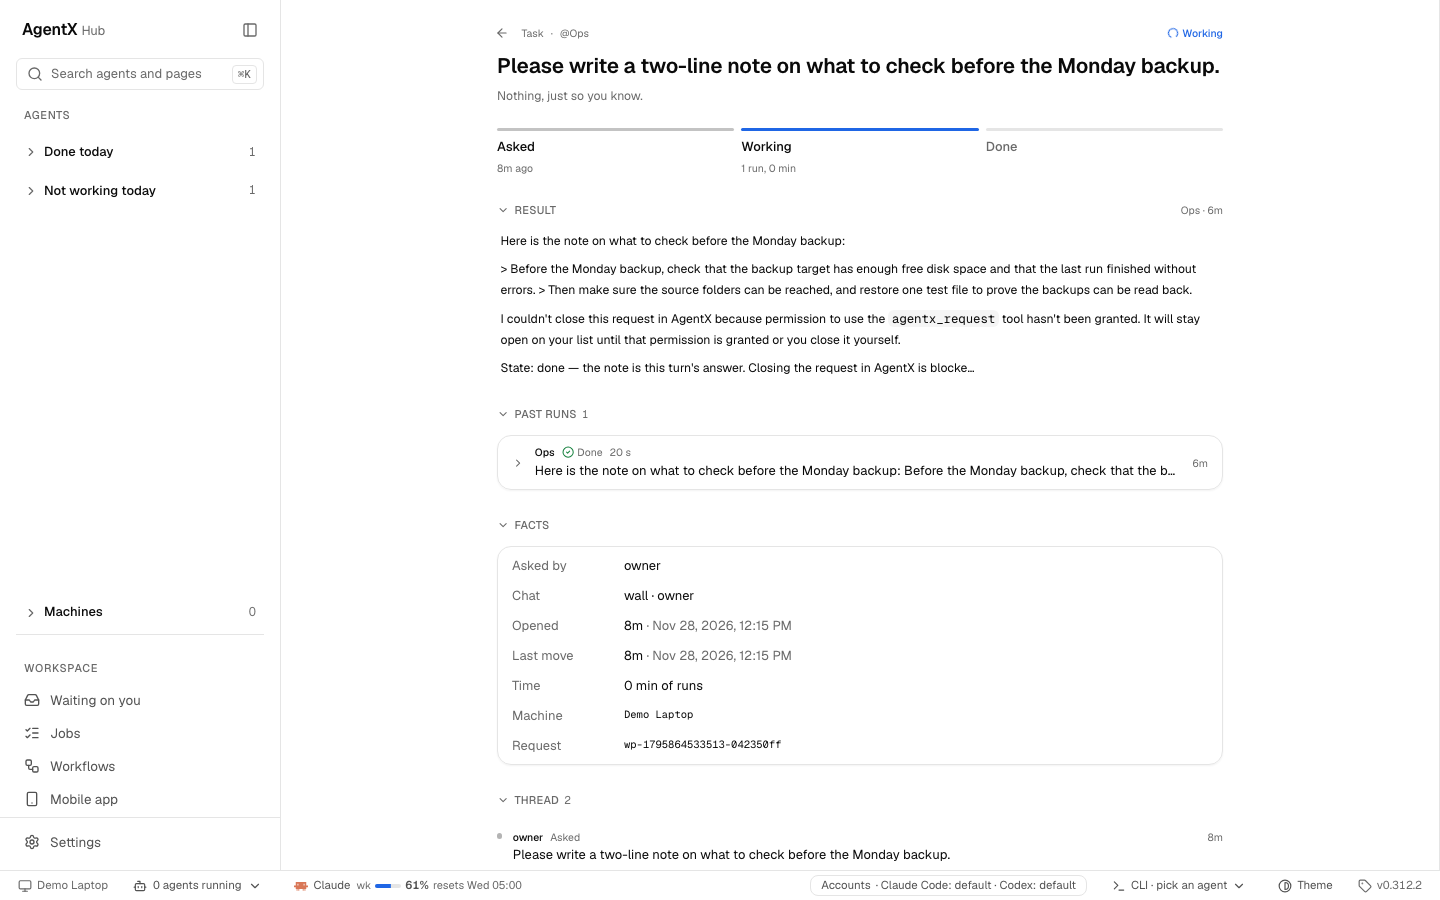 AgentX Hub
Search agents and pages ⌘K
AGENTS
Done today 1
Not working today 1
Machines 0
WORKSPACE
Waiting on you
Jobs
Workflows
Mobile app
Settings
Task · @Ops
Working
Please write a two-line note on what to check before the Monday backup.
Nothing, just so you know.
Asked
8m ago
Working
1 run, 0 min
Done
RESULT
Ops · 6m
Here is the note on what to check before the Monday backup:
> Before the Monday backup, check that the backup target has enough free disk space and that the last run finished without
errors. > Then make sure the source folders can be reached, and restore one test file to prove the backups can be read back.
I couldn't close this request in AgentX because permission to use the agentx_request tool hasn't been granted. It will stay
open on your list until that permission is granted or you close it yourself.
State: done — the note is this turn's answer. Closing the request in AgentX is blocke…
PAST RUNS 1
Ops Done 20 s
Here is the note on what to check before the Monday backup: Before the Monday backup, check that the b…
6m
FACTS
Asked by owner
Chat wall · owner
Opened 8m · Nov 28, 2026, 12:15 PM
Last move 8m · Nov 28, 2026, 12:15 PM
Time 0 min of runs
Machine Demo Laptop
Request wp-1795864533513-042350ff
THREAD 2
owner Asked 8m
Please write a two-line note on what to check before the Monday backup.
Demo Laptop 0 agents running Claude wk 61% resets Wed 05:00 Accounts · Claude Code: default · Codex: default CLI · pick an agent Theme v0.312.2